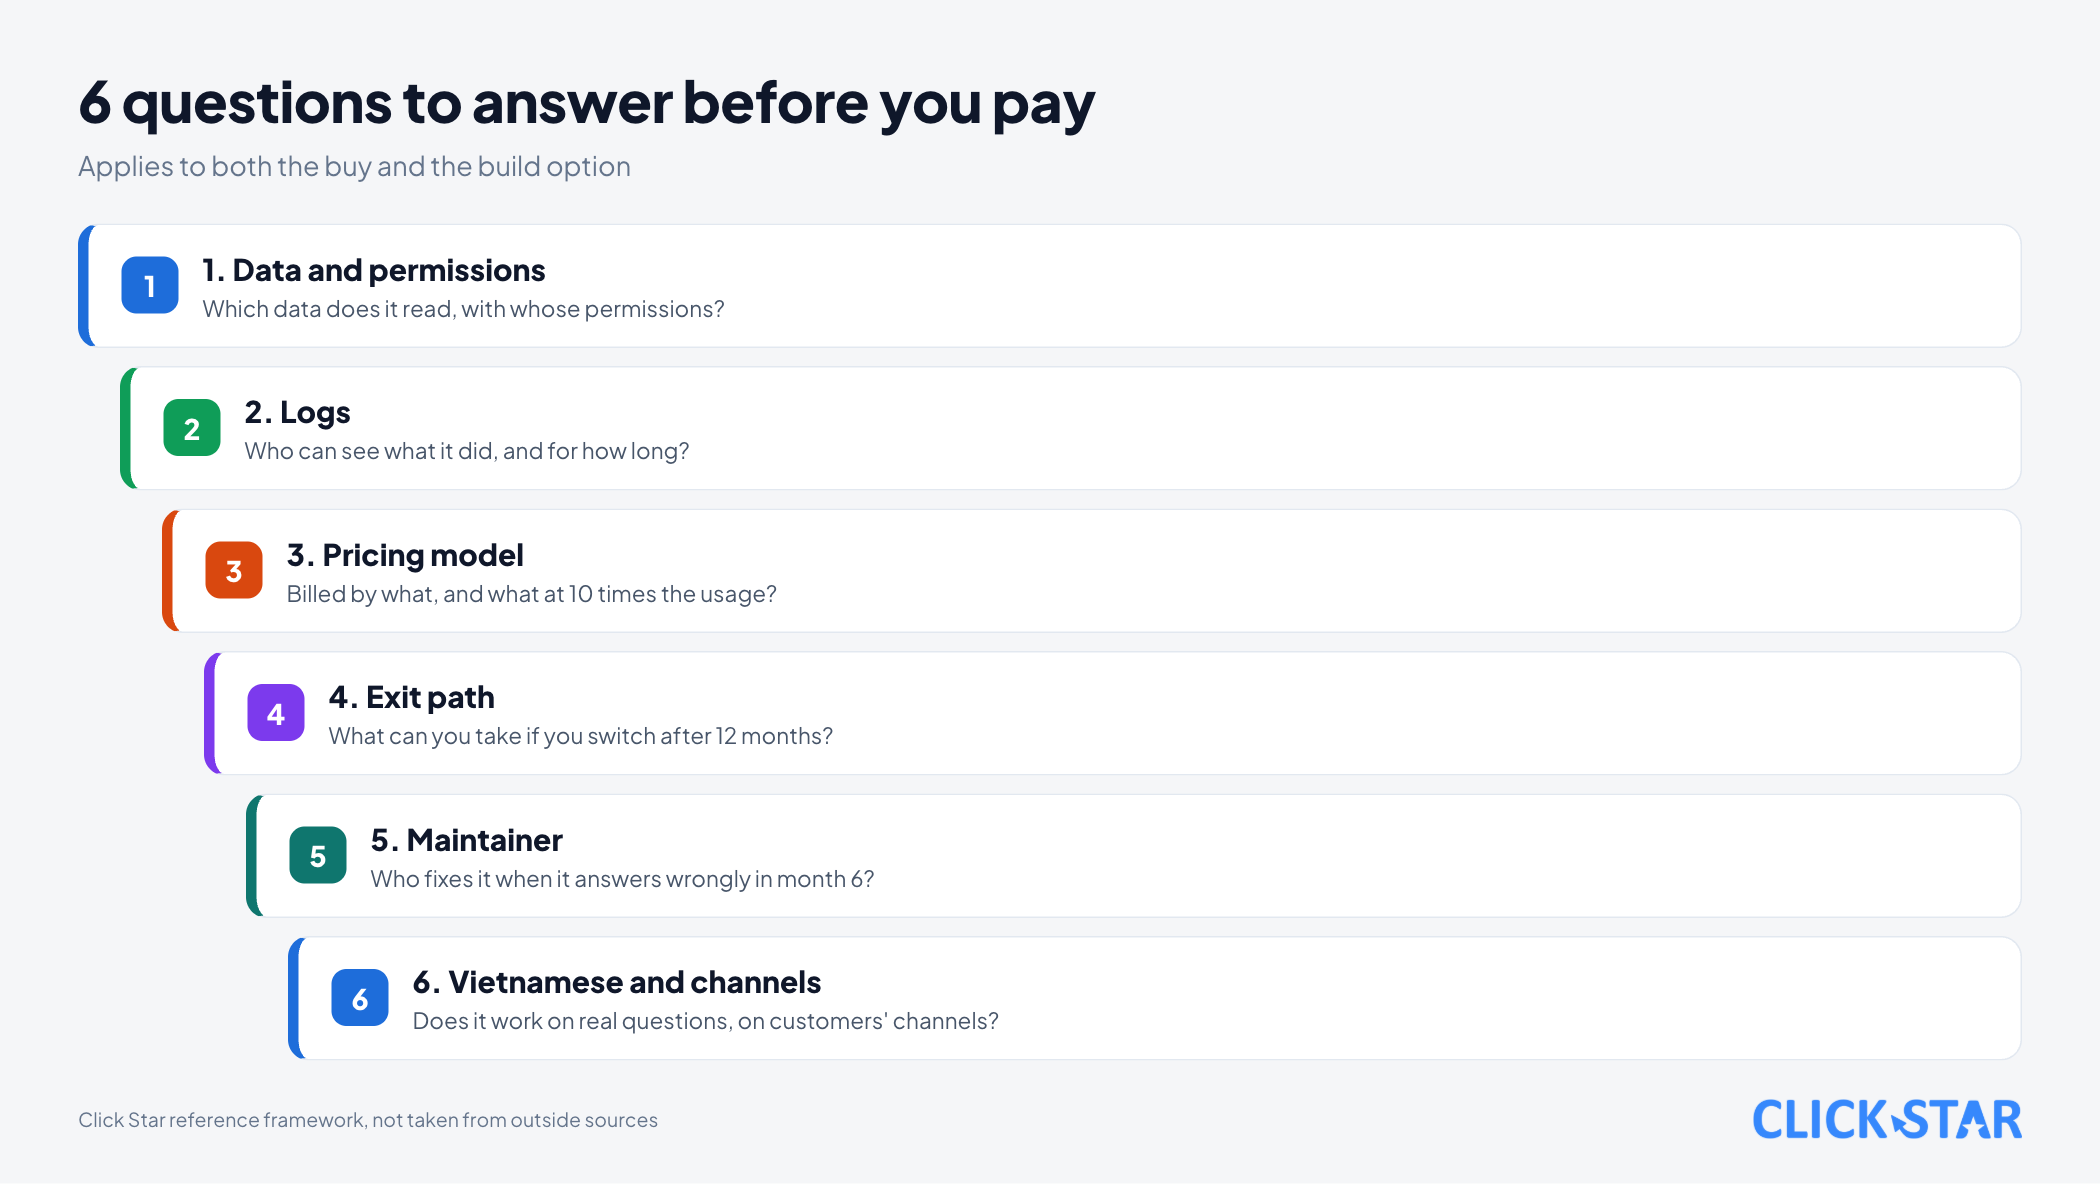 6 questions to answer before you pay
Applies to both the buy and the build option
1
1. Data and permissions
Which data does it read, with whose permissions?
2
2. Logs
Who can see what it did, and for how long?
3
3. Pricing model
Billed by what, and what at 10 times the usage?
4
4. Exit path
What can you take if you switch after 12 months?
5
5. Maintainer
Who fixes it when it answers wrongly in month 6?
6
6. Vietnamese and channels
Does it work on real questions, on customers' channels?
Click Star reference framework, not taken from outside sources
CLICK STAR